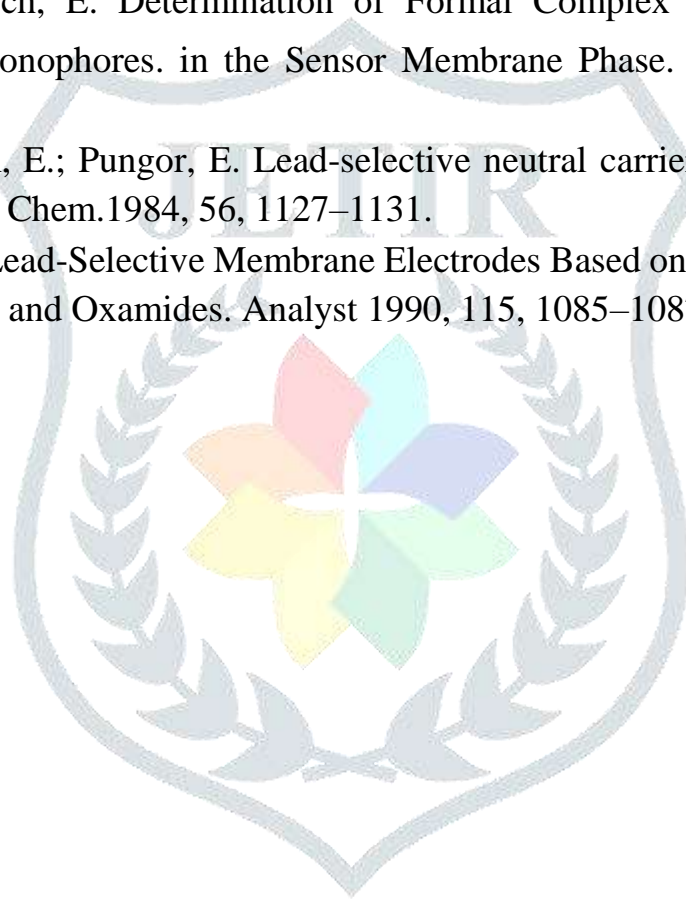 ch, E. Determination of Formal Complex
onophores. in the Sensor Membrane Phase.
JETIR
, E.; Pungor, E. Lead-selective neutral carrie
Chem.1984, 56, 1127–1131.
Lead-Selective Membrane Electrodes Based on
and Oxamides. Analyst 1990, 115, 1085–108